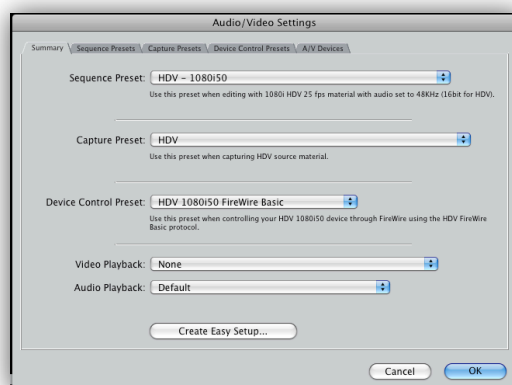 Audio/Video Settings
Summary Sequence Presets Capture Presets Device Control Presets A/V Devices
Sequence Preset: HDV - 1080i50
Use this preset when editing with 1080i HDV 25 fps material with audio set to 48KHz (16bit for HDV).
Capture Preset: HDV
Use this preset when capturing HDV source material.
Device Control Preset: HDV 1080i50 FireWire Basic
Use this preset when controlling your HDV 1080i50 device through FireWire using the HDV FireWire
Basic protocol.
Video Playback: None
Audio Playback: Default
Create Easy Setup...
Cancel OK